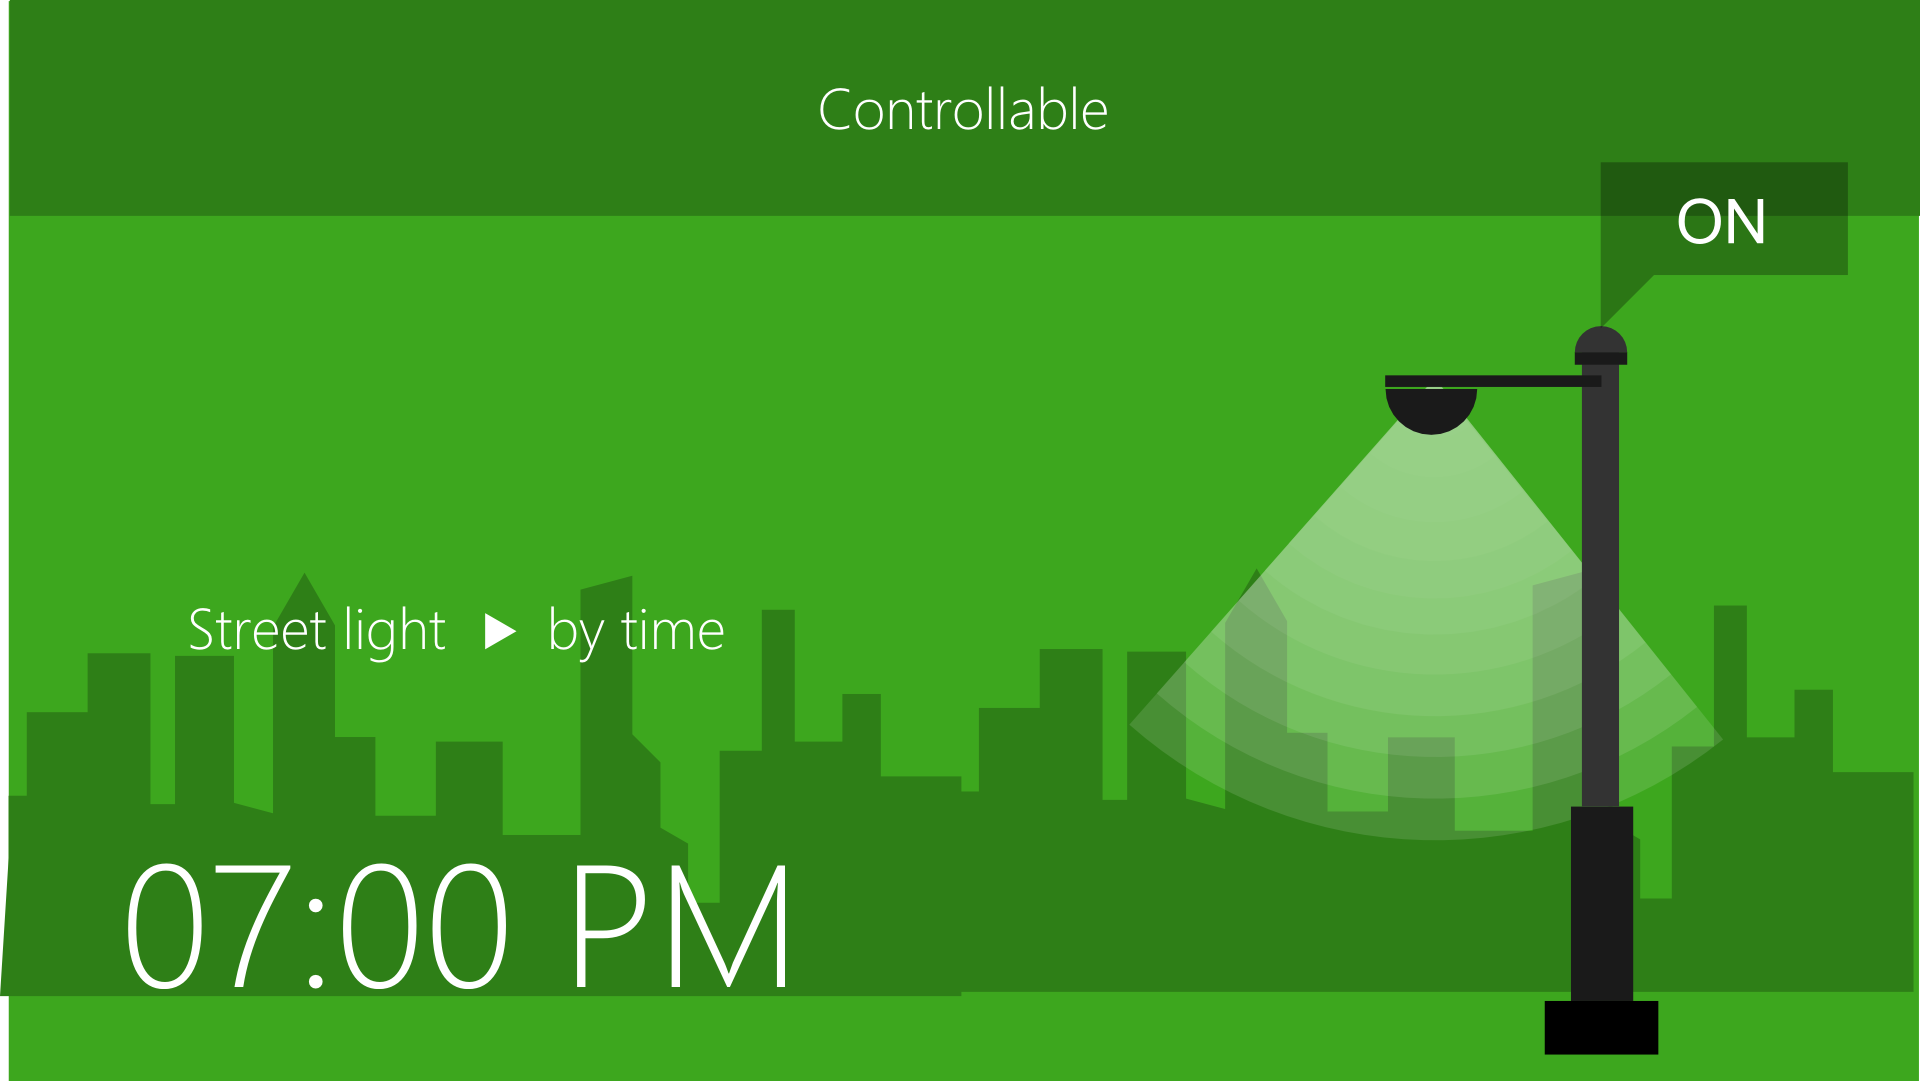 Controllable
ON
Street light ▶ by time
07:00 PM